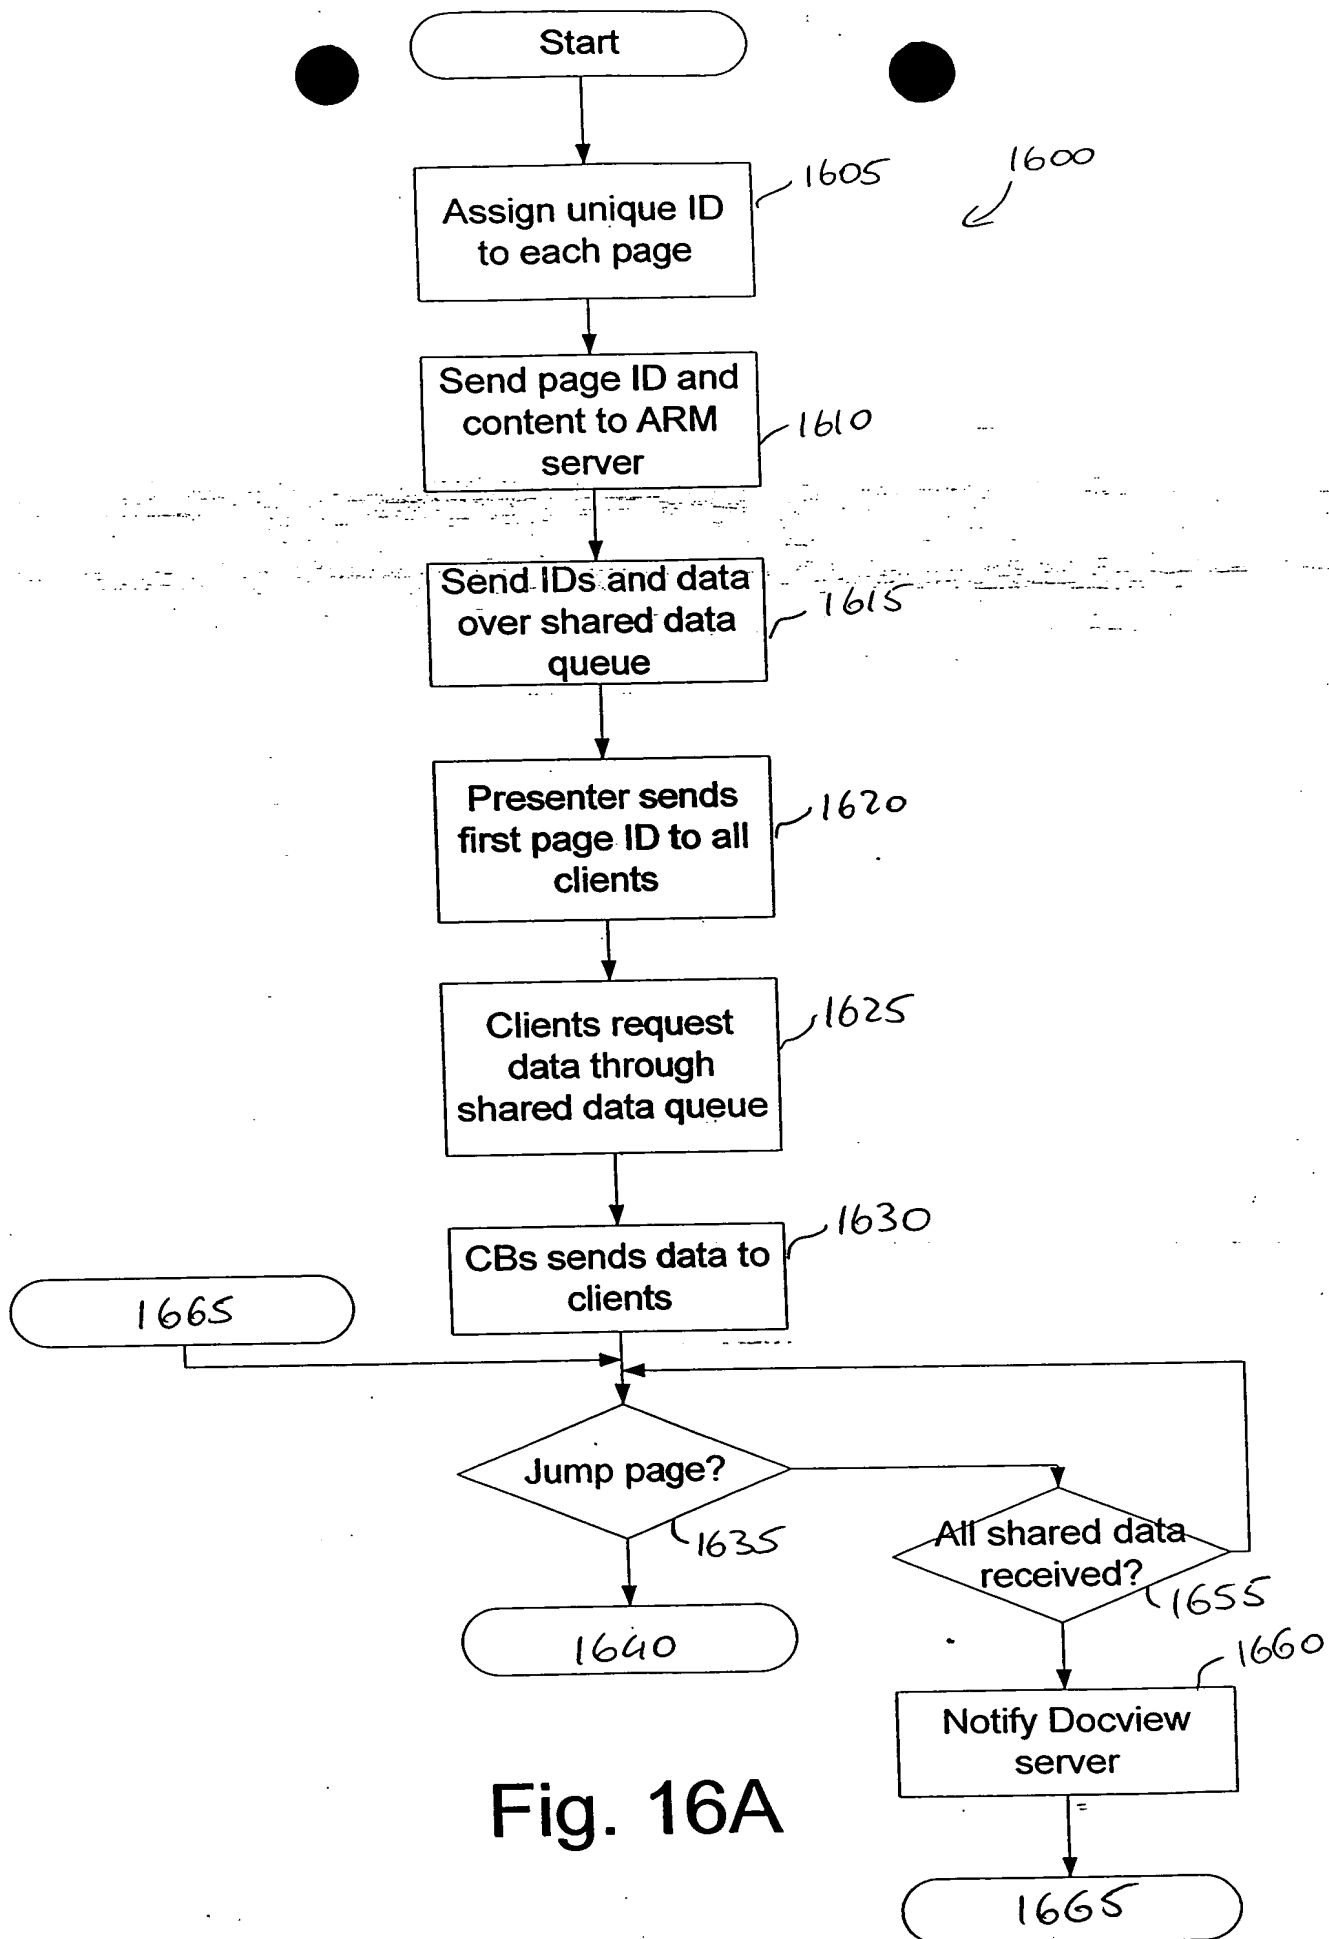 Start
1600
1605
Assign unique ID
to each page
Send page ID and
content to ARM
server
1610
Send IDs and data
over shared data
queue
1615
Presenter sends
first page ID to all
clients
1620
Clients request
data through
shared data queue
1625
CBs sends data to
clients
1630
1665
Jump page?
1635
All shared data
received?
1655
1640
1660
Notify Docview
server
Fig. 16A
1665